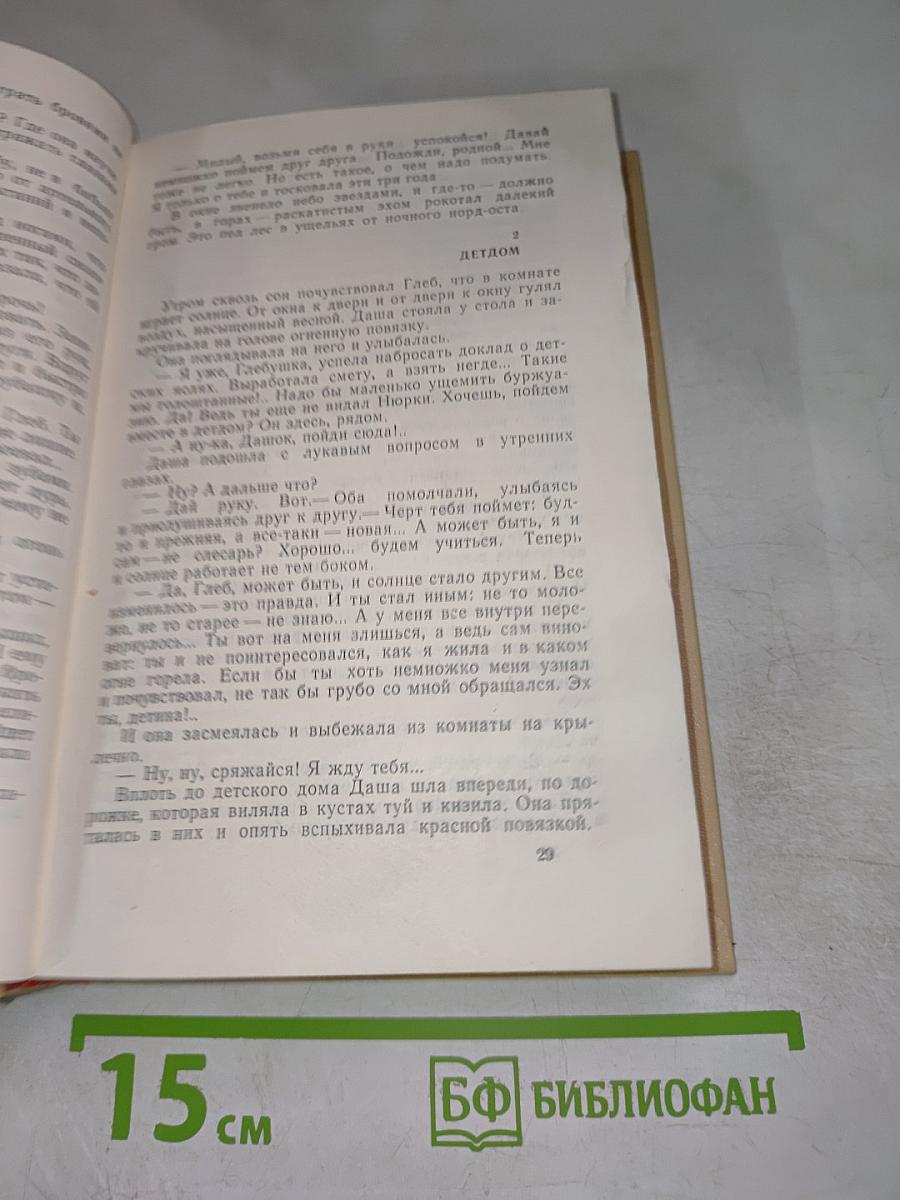 — Милый, возьми себя в руки успокойся!.. Давай
немножко поймем друг друга... Подожди, родной... Мне
тоже не легко. Но есть такое, о чем надо подумать.
Я только о тебе и тосковала эти три года
В окне звенело небо звездами, и где-то — должно
быть, в горах — раскатистым эхом рокотал далекий
гром. Это пел лес в ущельях от ночного норд-оста
2
ДЕТДОМ
Утром сквозь сон почувствовал Глеб, что в комнате
играет солнце. От окна к двери и от двери к окну гулял
воздух, насыщенный весной. Даша стояла у стола и за-
кручивала на голове огненную повязку.
Она поглядывала на него и улыбалась.
— Я уже, Глебушка, успела набросать доклад о дет-
ских яслях. Выработала смету, а взять негде... Такие
мы голоштанные!.. Надо бы маленько ущемить буржуа-
зию. Да! Ведь ты еще не видал Нюрки. Хочешь, пойдем
вместе в детдом? Он здесь, рядом.
— А ну-ка, Дашок, пойди сюда!..
Даша подошла с лукавым вопросом в утренних
глазах.
— Ну? А дальше что?
— Дай руку. Вот.— Оба помолчали, улыбаясь
и прислушиваясь друг к другу.— Черт тебя поймет: буд-
то и прежняя, а все-таки — новая... А может быть, я и
сам — не слесарь? Хорошо... будем учиться. Теперь
и солнце работает не тем боком.
— Да, Глеб, может быть, и солнце стало другим. Все
изменилось — это правда. И ты стал иным: не то моло-
же, не то старее — не знаю... А у меня все внутри пере-
вернулось... Ты вот на меня злишься, а ведь сам вино-
ват: ты и не поинтересовался, как я жила и в каком
огне горела. Если бы ты хоть немножко меня узнал
и почувствовал, не так бы грубо со мной обращался. Эх
ты, детина!..
И она засмеялась и выбежала из комнаты на кры-
лечко.
— Ну, ну, сряжайся! Я жду тебя...
Вплоть до детского дома Даша шла впереди, по до-
рожке, которая виляла в кустах туй и кизила. Она пря-
талась в них и опять вспыхивала красной повязкой.
29
15 см
БФ БИБЛИОФАН